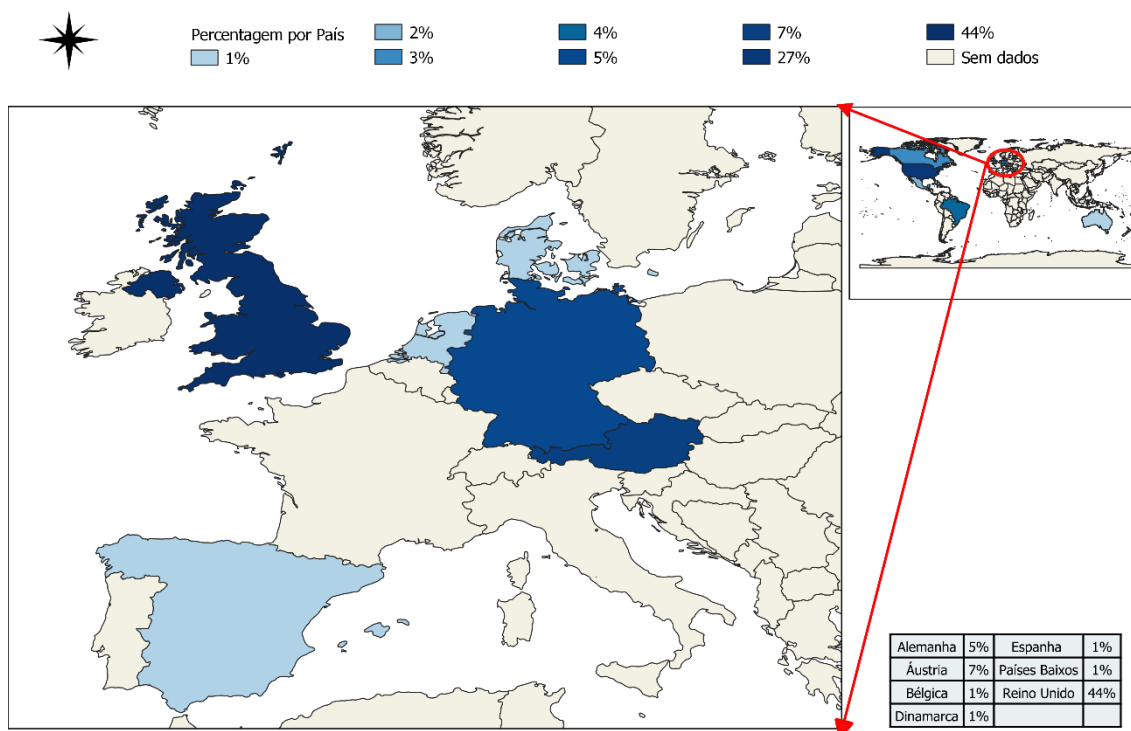 Percentagem por País
1%
2%
3%
4%
5%
7%
27%
44%
Sem dados
Alemanha 5% Espanha 1%
Áustria 7% Países Baixos 1%
Bélgica 1% Reino Unido 44%
Dinamarca 1%